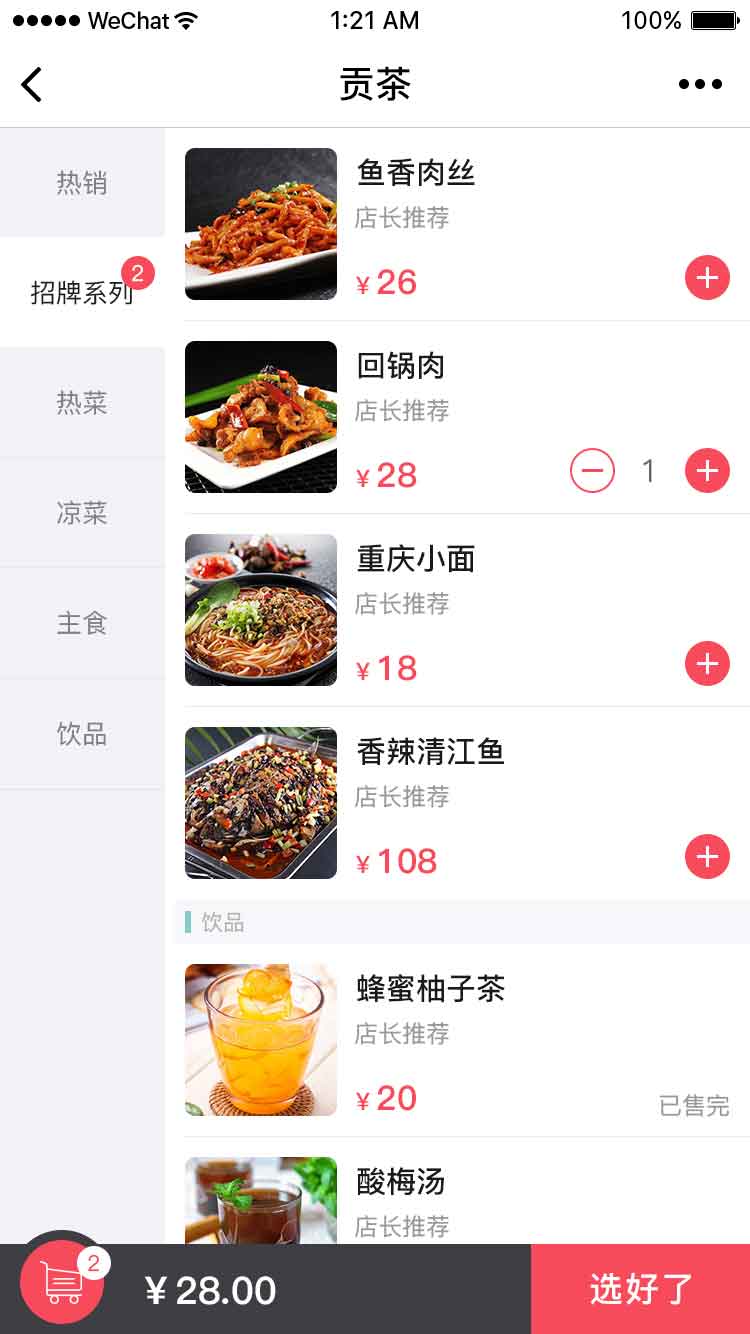 WeChat 1:21 AM 100%
贡茶
热销
招牌系列 2
热菜
凉菜
主食
饮品
鱼香肉丝
店长推荐
¥ 26
回锅肉
店长推荐
¥ 28 1
重庆小面
店长推荐
¥ 18
香辣清江鱼
店长推荐
¥ 108
饮品
蜂蜜柚子茶
店长推荐
¥ 20 已售完
酸梅汤
店长推荐
2 ¥ 28.00 选好了